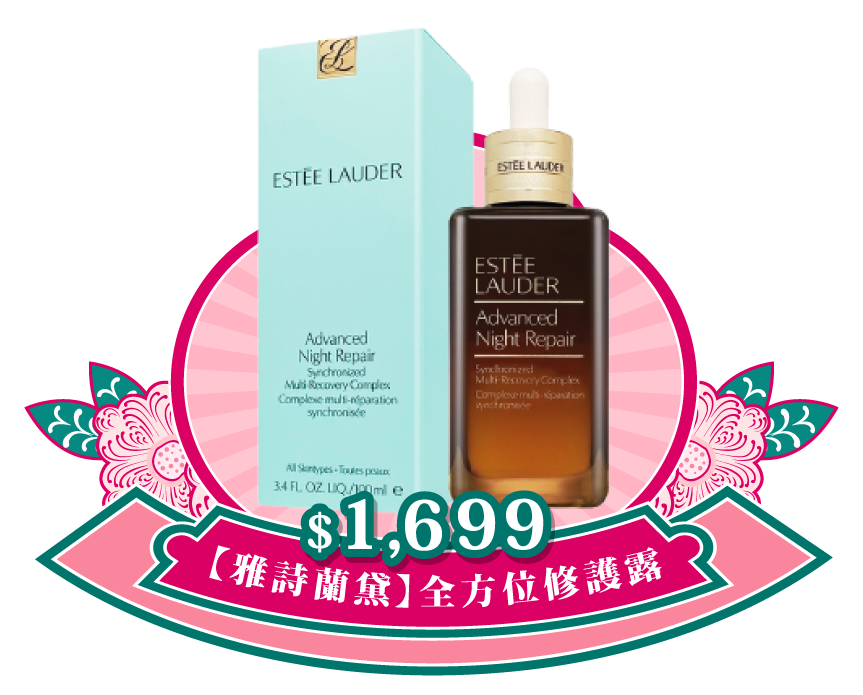 ESTĒE LAUDER
Advanced
Night Repair
Synchronized
Multi-Recovery Complex
Complexe multi-réparation
synchronisée
All Skintypes • Toutes peaux
3.4 FL. OZ. LIQ./100 ml e
ESTĒE LAUDER
ESTĒE
LAUDER
Advanced
Night Repair
Synchronized
Multi-Recovery Complex
Complexe multi-réparation
synchronisée
$1,699
【雅詩蘭黛】全方位修護露